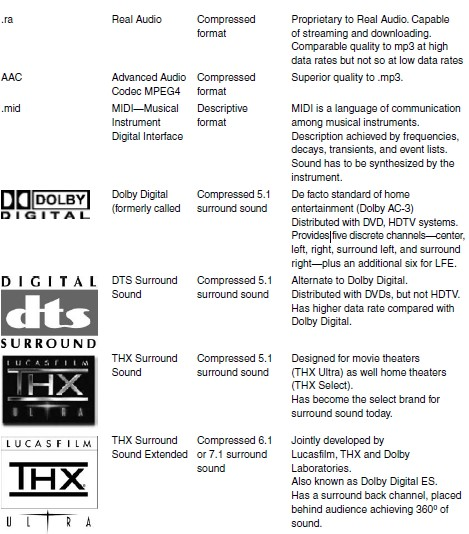 .ra Real Audio Compressed Proprietary to Real Audio. Capable
format of streaming and downloading.
Comparable quality to mp3 at high
data rates but not so at low data rates
AAC Advanced Audio Compressed Superior quality to .mp3.
Codec MPEG4 format
.mid MIDI—Musical Descriptive MIDI is a language of communication
Instrument format among musical instruments.
Digital Interface Description achieved by frequencies,
decays, transients, and event lists.
Sound has to be synthesized by the
instrument.
DOLBY Dolby Digital Compressed 5.1 De facto standard of home
DIGITAL (formerly called surround sound entertainment (Dolby AC-3)
Distributed with DVD, HDTV systems.
Provides five discrete channels—center,
left, right, surround left, and surround
right—plus an additional six for LFE.
DIGITAL DTS Surround Compressed 5.1 Alternate to Dolby Digital.
dts Sound surround sound Distributed with DVDs, but not HDTV.
SURROUND Has higher data rate compared with
Dolby Digital.
LUCASFILM THX Surround Compressed 5.1 Designed for movie theaters
THX Sound surround sound (THX Ultra) as well home theaters
ULTRA (THX Select).
Has become the select brand for
surround sound today.
LUCASFILM THX Surround Compressed 6.1 Jointly developed by
THX Sound Extended or 7.1 surround Lucasfilm, THX and Dolby
ULTRA sound Laboratories.
Also known as Dolby Digital ES.
Has a surround back channel, placed
behind audience achieving 360º of
sound.